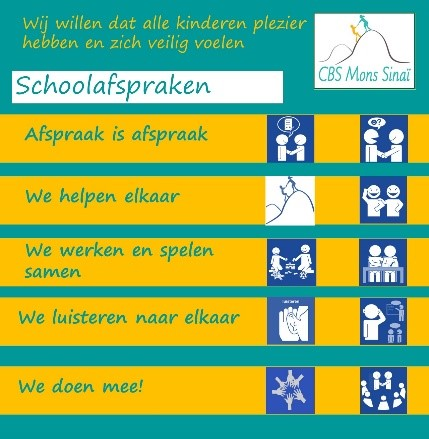 Wij willen dat alle kinderen plezier
hebben en zich veilig voelen
CBS Mons Sinaï
Schoolafspraken
Afspraak is afspraak
We helpen elkaar
We werken en spelen
samen
We luisteren naar elkaar
luisteren
We doen mee!